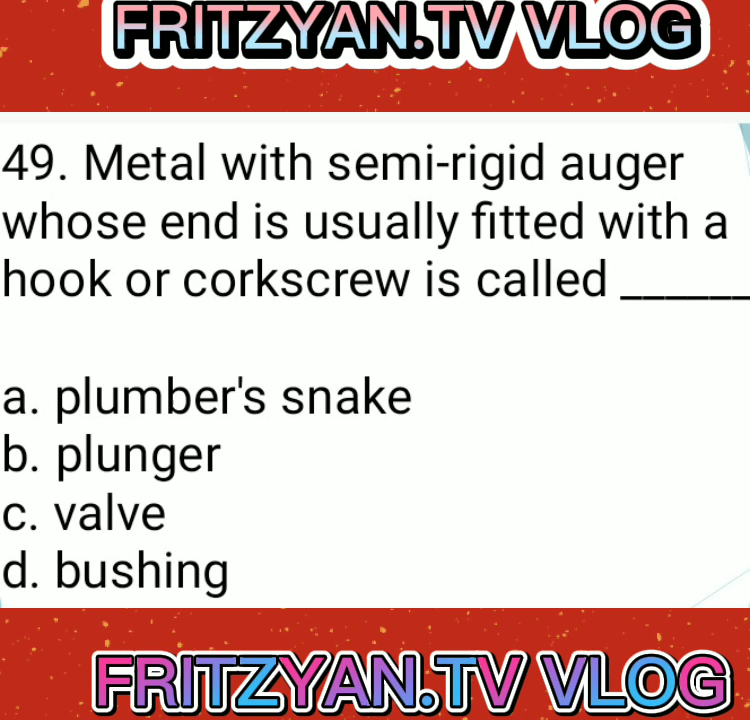 FRITZYAN.TV VLOG
49. Metal with semi-rigid auger
whose end is usually fitted with a
hook or corkscrew is called ______
a. plumber's snake
b. plunger
c. valve
d. bushing
FRITZYAN.TV VLOG